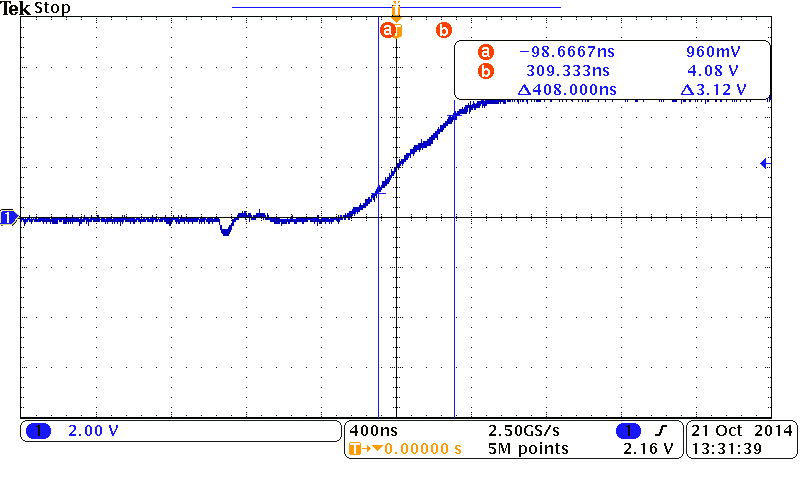 Tek Stop
T
a T b
a −98.6667ns 960mV
b 309.333ns 4.08 V
Δ408.000ns Δ3.12 V
1
1 2.00 V
400ns 2.50GS/s 1 2.16 V
T→▼0.00000 s 5M points
21 Oct 2014
13:31:39